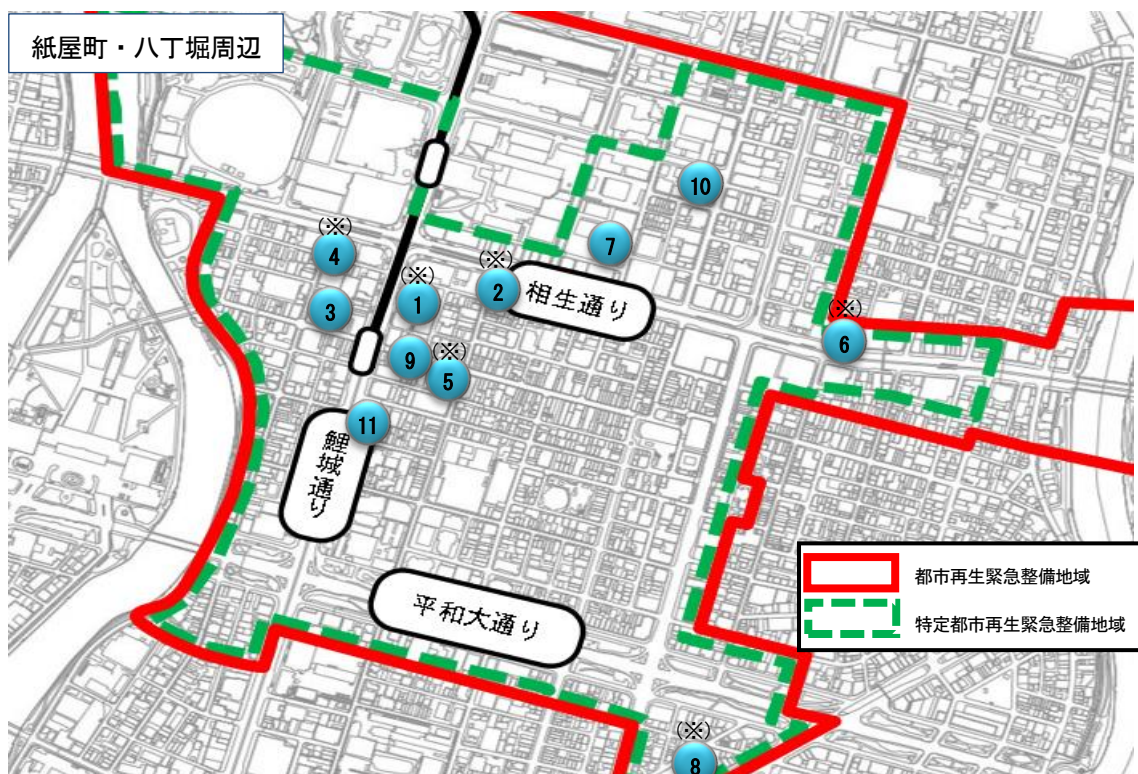 紙屋町・八丁堀周辺
10
(※)
4
7
(※)
2
相生通り
(※)
1
3
(※)
6
9
(※)
5
11
鯉城通り
都市再生緊急整備地域
特定都市再生緊急整備地域
平和大通り
(※)
8